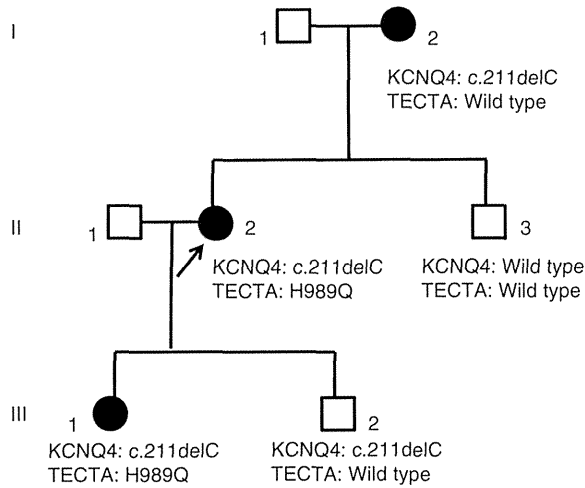 I
1
2
KCNQ4: c.211delC
TECTA: Wild type
II
1
2
3
KCNQ4: c.211delC
TECTA: H989Q
KCNQ4: Wild type
TECTA: Wild type
III
1
2
KCNQ4: c.211delC
TECTA: H989Q
KCNQ4: c.211delC
TECTA: Wild type